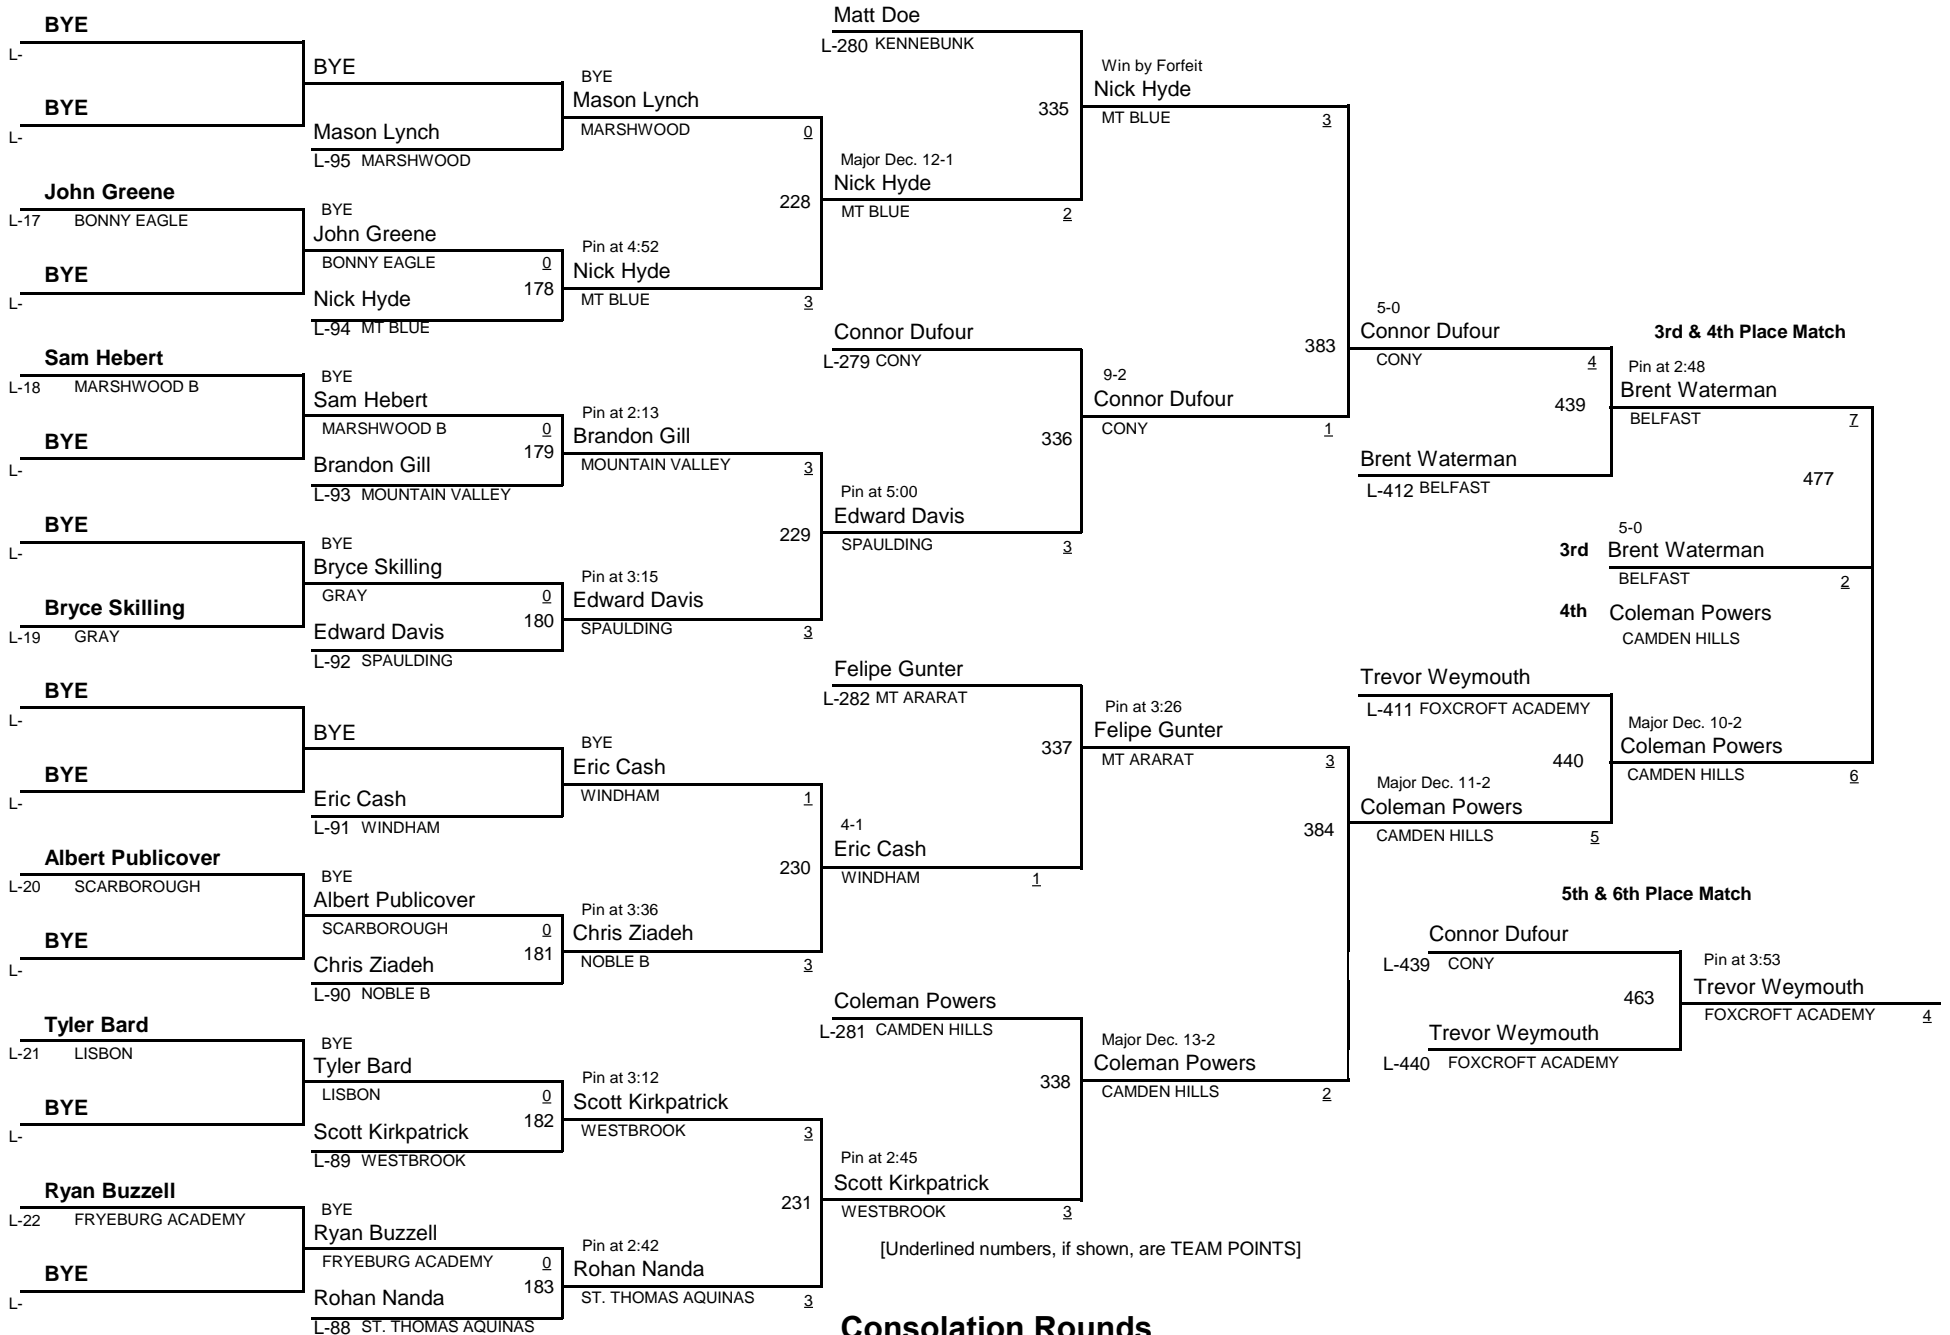 BYE
L-
BYE
L-
John Greene
L-17 BONNY EAGLE
BYE
L-
Sam Hebert
L-18 MARSHWOOD B
BYE
L-
BYE
L-
Bryce Skilling
L-19 GRAY
BYE
L-
BYE
L-
Albert Publicover
L-20 SCARBOROUGH
BYE
L-
Tyler Bard
L-21 LISBON
BYE
L-
Ryan Buzzell
L-22 FRYEBURG ACADEMY
BYE
L-
BYE
Mason Lynch
L-95 MARSHWOOD
BYE
John Greene
BONNY EAGLE 0
178
Nick Hyde
L-94 MT BLUE
BYE
Sam Hebert
MARSHWOOD B 0
179
Brandon Gill
L-93 MOUNTAIN VALLEY
BYE
Bryce Skilling
GRAY 0
180
Edward Davis
L-92 SPAULDING
BYE
Eric Cash
L-91 WINDHAM
BYE
Albert Publicover
SCARBOROUGH 0
181
Chris Ziadeh
L-90 NOBLE B
BYE
Tyler Bard
LISBON 0
182
Scott Kirkpatrick
L-89 WESTBROOK
BYE
Ryan Buzzell
FRYEBURG ACADEMY 0
183
Rohan Nanda
L-88 ST. THOMAS AQUINAS
BYE
Mason Lynch
MARSHWOOD 0
228
Pin at 4:52
Nick Hyde
MT BLUE 3
Pin at 2:13
Brandon Gill
MOUNTAIN VALLEY 3
229
Pin at 3:15
Edward Davis
SPAULDING 3
BYE
Eric Cash
WINDHAM 1
230
Pin at 3:36
Chris Ziadeh
NOBLE B 3
Pin at 3:12
Scott Kirkpatrick
WESTBROOK 3
231
Pin at 2:42
Rohan Nanda
ST. THOMAS AQUINAS 3
Matt Doe
L-280 KENNEBUNK
335
Major Dec. 12-1
Nick Hyde
MT BLUE 2
Connor Dufour
L-279 CONY
336
Pin at 5:00
Edward Davis
SPAULDING 3
Felipe Gunter
L-282 MT ARARAT
337
4-1
Eric Cash
WINDHAM 1
Coleman Powers
L-281 CAMDEN HILLS
338
Pin at 2:45
Scott Kirkpatrick
WESTBROOK 3
[Underlined numbers, if shown, are TEAM POINTS]
Consolation Rounds
Win by Forfeit
Nick Hyde
MT BLUE 3
383
9-2
Connor Dufour
CONY 1
Pin at 3:26
Felipe Gunter
MT ARARAT 3
384
Major Dec. 13-2
Coleman Powers
CAMDEN HILLS 2
5-0
Connor Dufour
CONY 4
439
Brent Waterman
L-412 BELFAST
Trevor Weymouth
L-411 FOXCROFT ACADEMY
440
Major Dec. 11-2
Coleman Powers
CAMDEN HILLS 5
3rd & 4th Place Match
Pin at 2:48
Brent Waterman
BELFAST 7
477
5-0
3rd Brent Waterman
BELFAST 2
4th Coleman Powers
CAMDEN HILLS
Major Dec. 10-2
Coleman Powers
CAMDEN HILLS 6
5th & 6th Place Match
Connor Dufour
L-439 CONY
463
Trevor Weymouth
L-440 FOXCROFT ACADEMY
Pin at 3:53
Trevor Weymouth
FOXCROFT ACADEMY 4